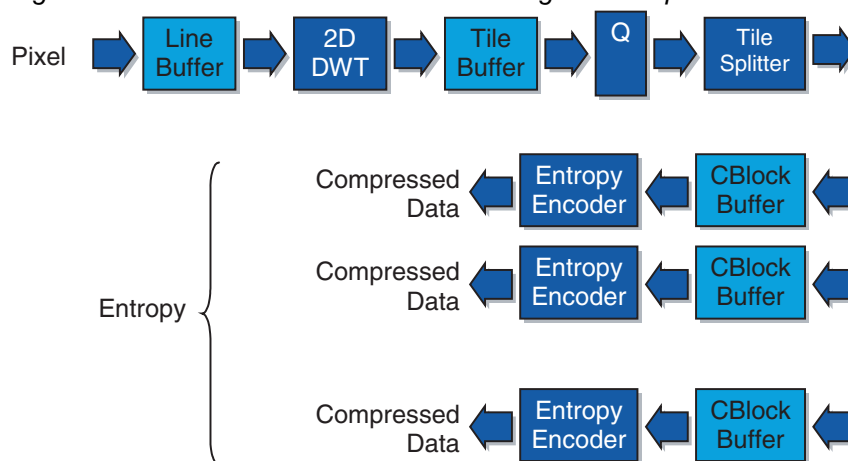 Pixel
Line
Buffer
2D
DWT
Tile
Buffer
Q
Tile
Splitter
Entropy
Compressed
Data
Entropy
Encoder
CBlock
Buffer
Compressed
Data
Entropy
Encoder
CBlock
Buffer
Compressed
Data
Entropy
Encoder
CBlock
Buffer